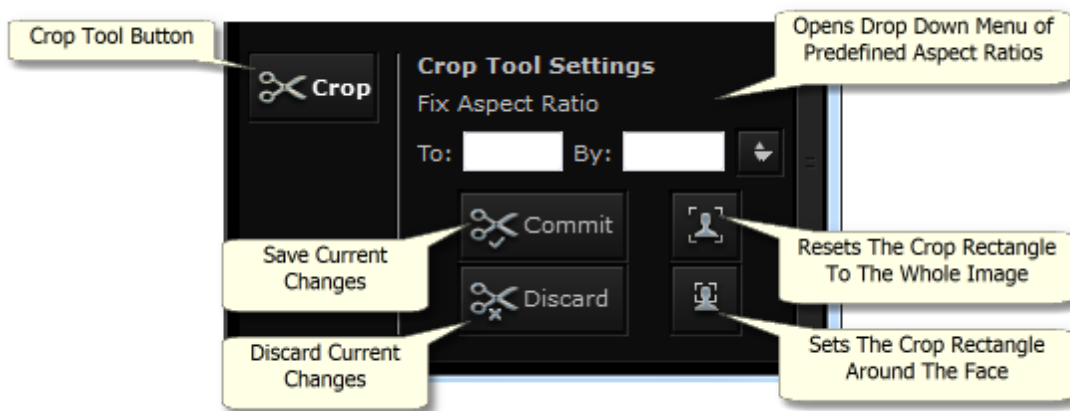 Crop Tool Button
Opens Drop Down Menu of
Predefined Aspect Ratios
Crop
Crop Tool Settings
Fix Aspect Ratio
To:
By:
Commit
Save Current
Changes
Resets The Crop Rectangle
To The Whole Image
Discard
Discard Current
Changes
Sets The Crop Rectangle
Around The Face